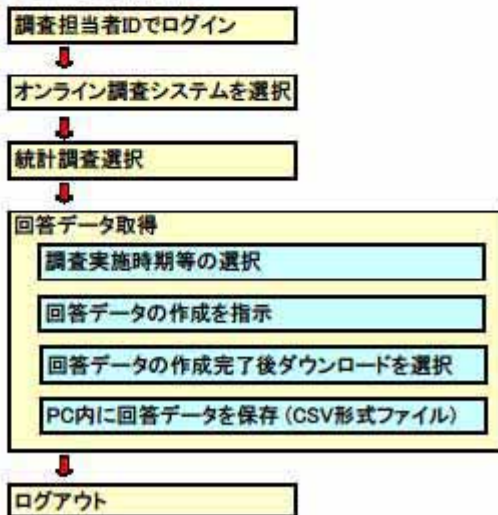 調査担当者IDでログイン
オンライン調査システムを選択
統計調査選択
回答データ取得
調査実施時期等の選択
回答データの作成を指示
回答データの作成完了後ダウンロードを選択
PC内に回答データを保存（CSV形式ファイル）
ログアウト